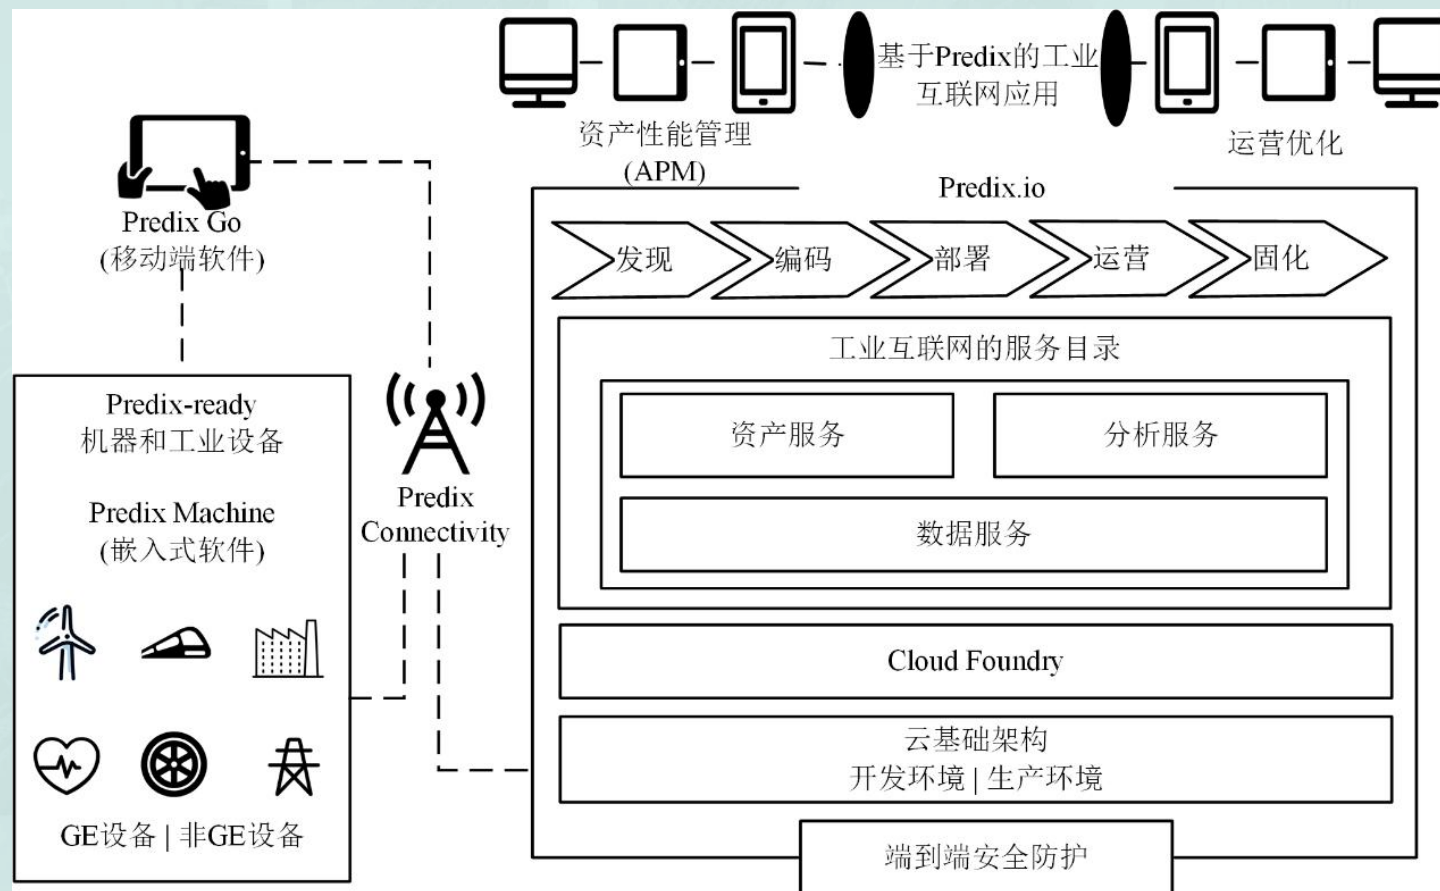 基于Predix的工业
互联网应用
资产性能管理
(APM)
运营优化
Predix Go
(移动端软件)
Predix.io
发现
编码
部署
运营
固化
工业互联网的服务目录
资产服务
分析服务
数据服务
Cloud Foundry
云基础架构
开发环境 | 生产环境
端到端安全防护
Predix-ready
机器和工业设备
Predix Machine
(嵌入式软件)
GE设备 | 非GE设备
Predix
Connectivity